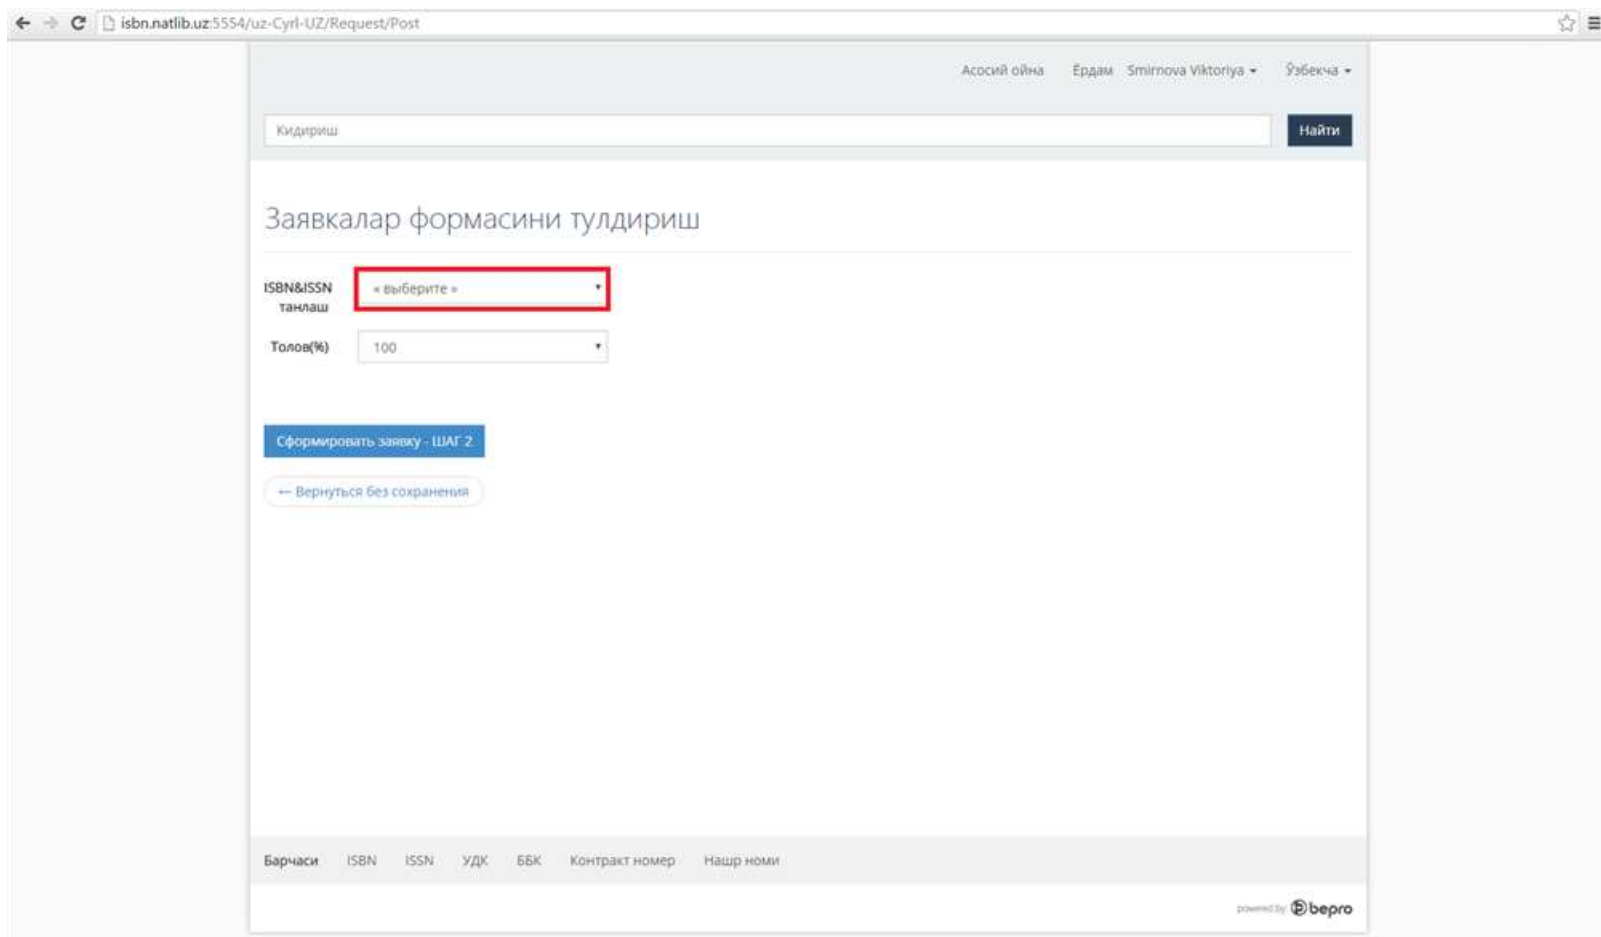 isbn.natlib.uz:5554/uz-Cyrl-UZ/Request/Post
Асосий ойна Ёрдам Smirnova Viktoriya Ўзбекча
Кидириш Найти
Заявкалар формасини тулдириш
ISBN&ISSN танлаш « выберите »
Толов(%) 100
Сформировать заявку - ШАГ 2
← Вернуться без сохранения
Барчаси ISBN ISSN УДК ББК Контракт номер Нашр номи
powered by bepro